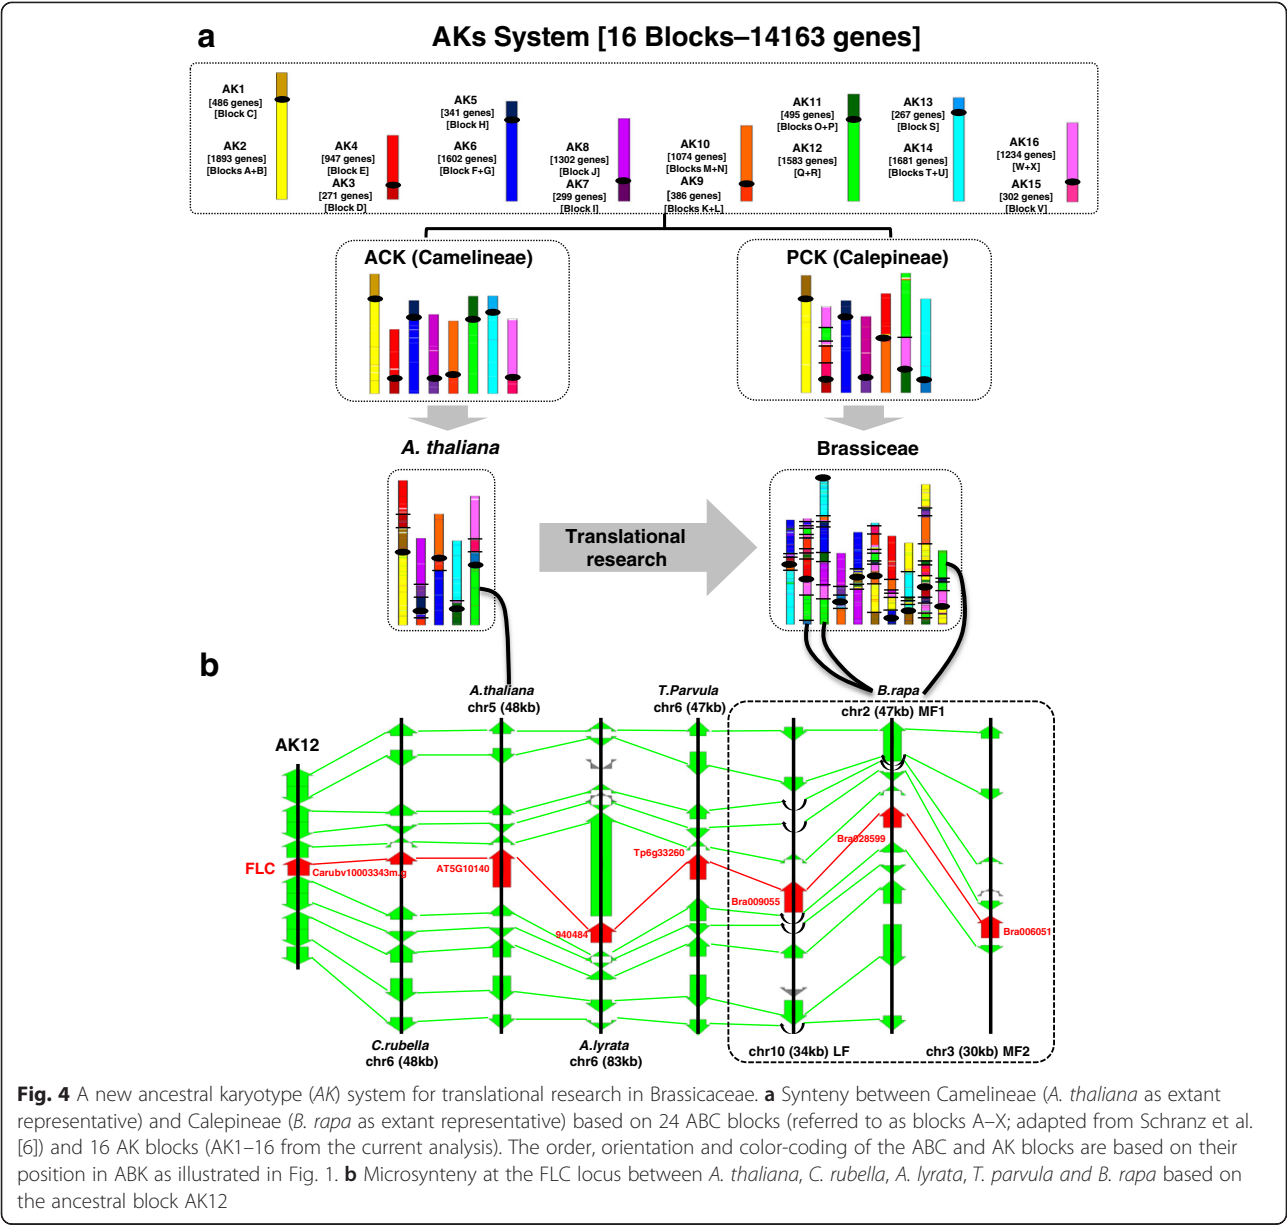 a
AKs System [16 Blocks–14163 genes]
AK1
[486 genes]
[Block C]
AK2
[1893 genes]
[Blocks A+B]
AK4
[947 genes]
[Block E]
AK3
[271 genes]
[Block D]
AK5
[341 genes]
[Block H]
AK6
[1602 genes]
[Block F+G]
AK8
[1302 genes]
[Block J]
AK7
[299 genes]
[Block I]
AK10
[1074 genes]
[Blocks M+N]
AK9
[386 genes]
[Blocks K+L]
AK11
[495 genes]
[Blocks O+P]
AK12
[1583 genes]
[Q+R]
AK13
[267 genes]
[Block S]
AK14
[1681 genes]
[Blocks T+U]
AK16
[1234 genes]
[W+X]
AK15
[302 genes]
[Block V]
ACK (Camelineae)
PCK (Calepineae)
A. thaliana
Brassiceae
Translational
research
b
A.thaliana
chr5 (48kb)
T.Parvula
chr6 (47kb)
B.rapa
chr2 (47kb) MF1
AK12
FLC
Carubv10003343m.g
AT5G10140
940484
Tp6g33260
Bra009055
Bra028599
Bra006051
C.rubella
chr6 (48kb)
A.lyrata
chr6 (83kb)
chr10 (34kb) LF
chr3 (30kb) MF2
Fig. 4 A new ancestral karyotype (AK) system for translational research in Brassicaceae. a Synteny between Camelineae (A. thaliana as extant
representative) and Calepineae (B. rapa as extant representative) based on 24 ABC blocks (referred to as blocks A–X; adapted from Schranz et al.
[6]) and 16 AK blocks (AK1–16 from the current analysis). The order, orientation and color-coding of the ABC and AK blocks are based on their
position in ABK as illustrated in Fig. 1. b Microsynteny at the FLC locus between A. thaliana, C. rubella, A. lyrata, T. parvula and B. rapa based on
the ancestral block AK12